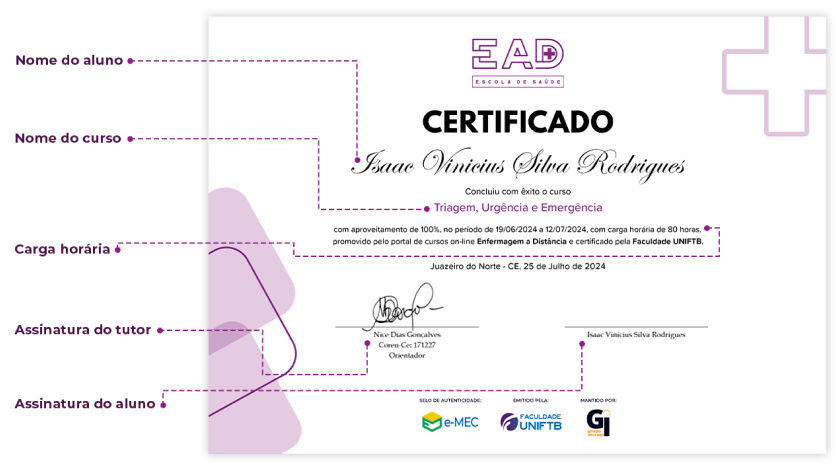 Nome do aluno
Nome do curso
Carga horária
Assinatura do tutor
Assinatura do aluno
EAD
ESCOLA DE SAÚDE
CERTIFICADO
Isaac Vinicius Silva Rodrigues
Concluiu com êxito o curso
Triagem, Urgência e Emergência
com aproveitamento de 100%, no período de 19/06/2024 a 12/07/2024, com carga horária de 80 horas,
promovido pelo portal de cursos on-line Enfermagem a Distância e certificado pela Faculdade UNIFTB.
Juazeiro do Norte - CE, 25 de Julho de 2024
Nice Dias Gonçalves
Coren-Ce: 171227
Orientador
Isaac Vinicius Silva Rodrigues
SELO DE AUTENTICIDADE:
e-MEC
EMITIDO PELA:
FACULDADE
UNIFTB
MANTIDO POR:
GI